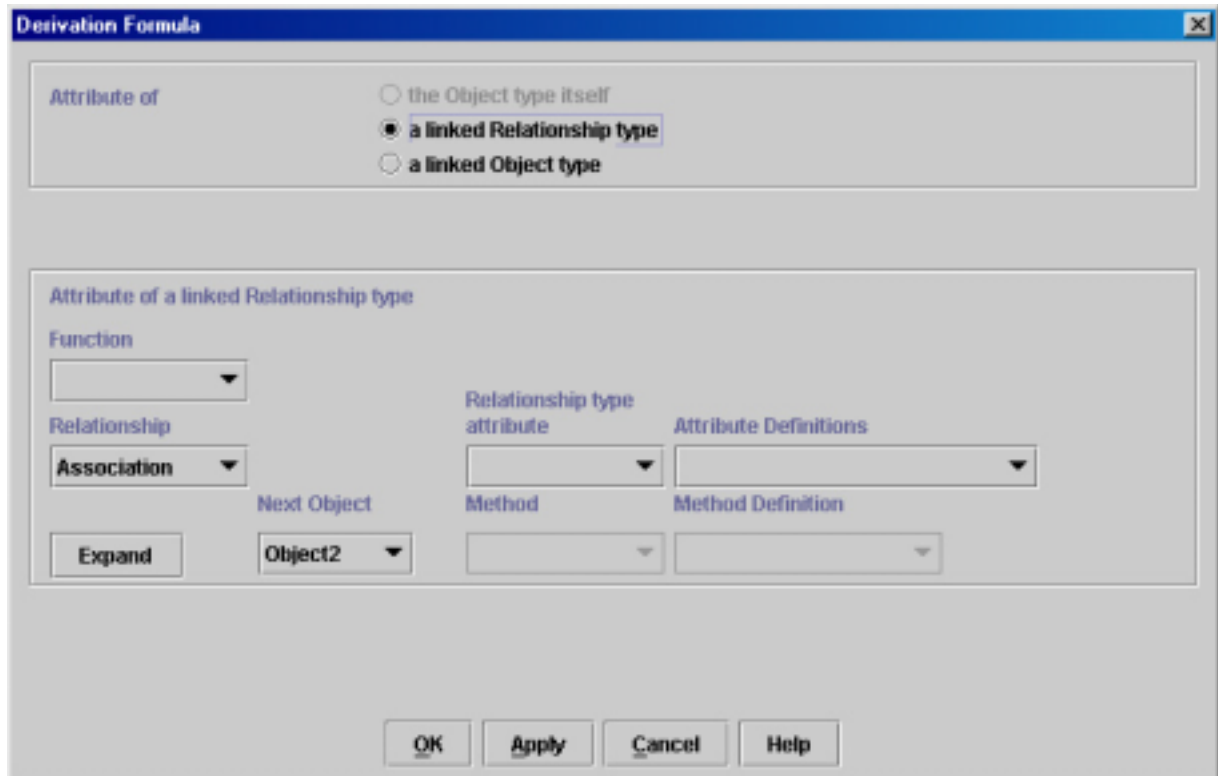 Derivation Formula
Attribute of
the Object type itself
a linked Relationship type
a linked Object type
Attribute of a linked Relationship type
Function
Relationship type
Relationship attribute Attribute Definitions
Association
Next Object Method Method Definition
Expand Object2
OK Apply Cancel Help